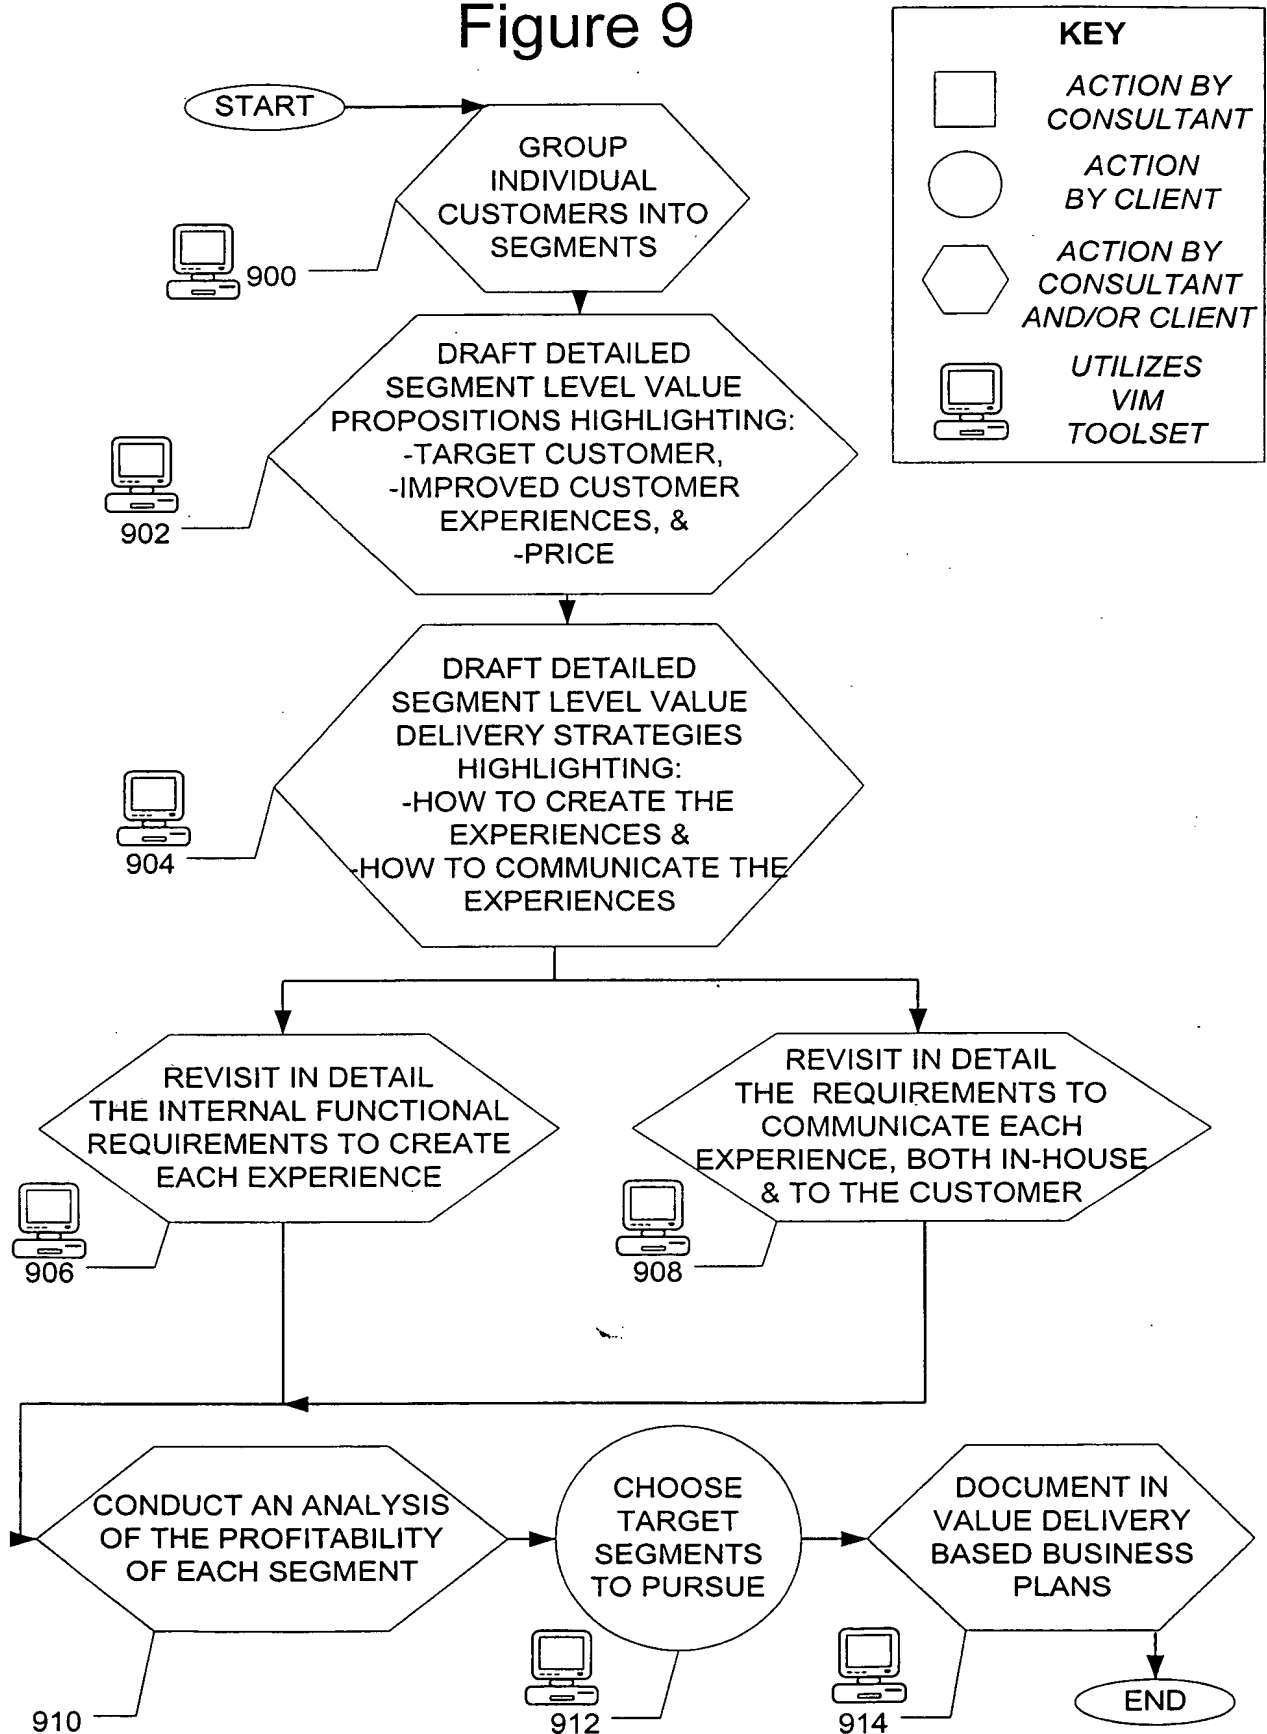 Figure 9
KEY
ACTION BY
CONSULTANT
ACTION
BY CLIENT
ACTION BY
CONSULTANT
AND/OR CLIENT
UTILIZES
VIM
TOOLSET
START
GROUP
INDIVIDUAL
CUSTOMERS INTO
SEGMENTS
900
DRAFT DETAILED
SEGMENT LEVEL VALUE
PROPOSITIONS HIGHLIGHTING:
-TARGET CUSTOMER,
-IMPROVED CUSTOMER
EXPERIENCES, &
-PRICE
902
DRAFT DETAILED
SEGMENT LEVEL VALUE
DELIVERY STRATEGIES
HIGHLIGHTING:
-HOW TO CREATE THE
EXPERIENCES &
-HOW TO COMMUNICATE THE
EXPERIENCES
904
REVISIT IN DETAIL
THE INTERNAL FUNCTIONAL
REQUIREMENTS TO CREATE
EACH EXPERIENCE
906
REVISIT IN DETAIL
THE REQUIREMENTS TO
COMMUNICATE EACH
EXPERIENCE, BOTH IN-HOUSE
& TO THE CUSTOMER
908
CONDUCT AN ANALYSIS
OF THE PROFITABILITY
OF EACH SEGMENT
910
CHOOSE
TARGET
SEGMENTS
TO PURSUE
912
DOCUMENT IN
VALUE DELIVERY
BASED BUSINESS
PLANS
914
END